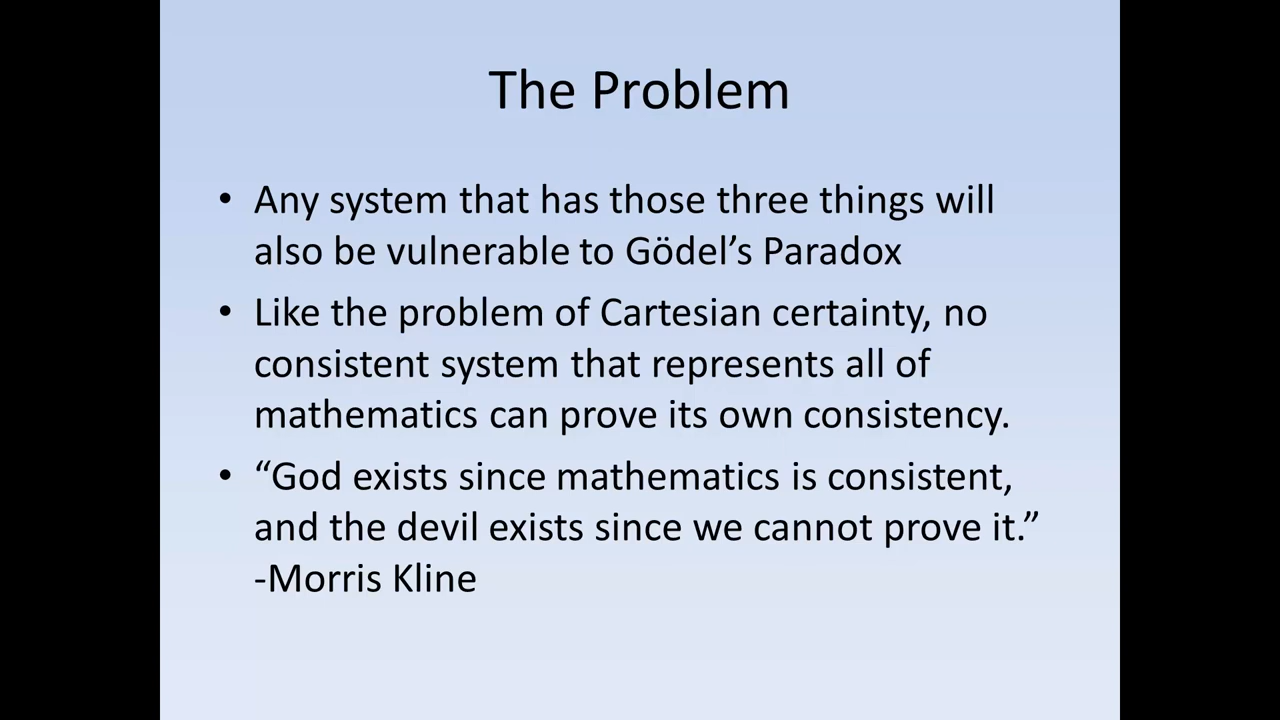 The Problem
• Any system that has those three things will
also be vulnerable to Gödel’s Paradox
• Like the problem of Cartesian certainty, no
consistent system that represents all of
mathematics can prove its own consistency.
• “God exists since mathematics is consistent,
and the devil exists since we cannot prove it.”
-Morris Kline